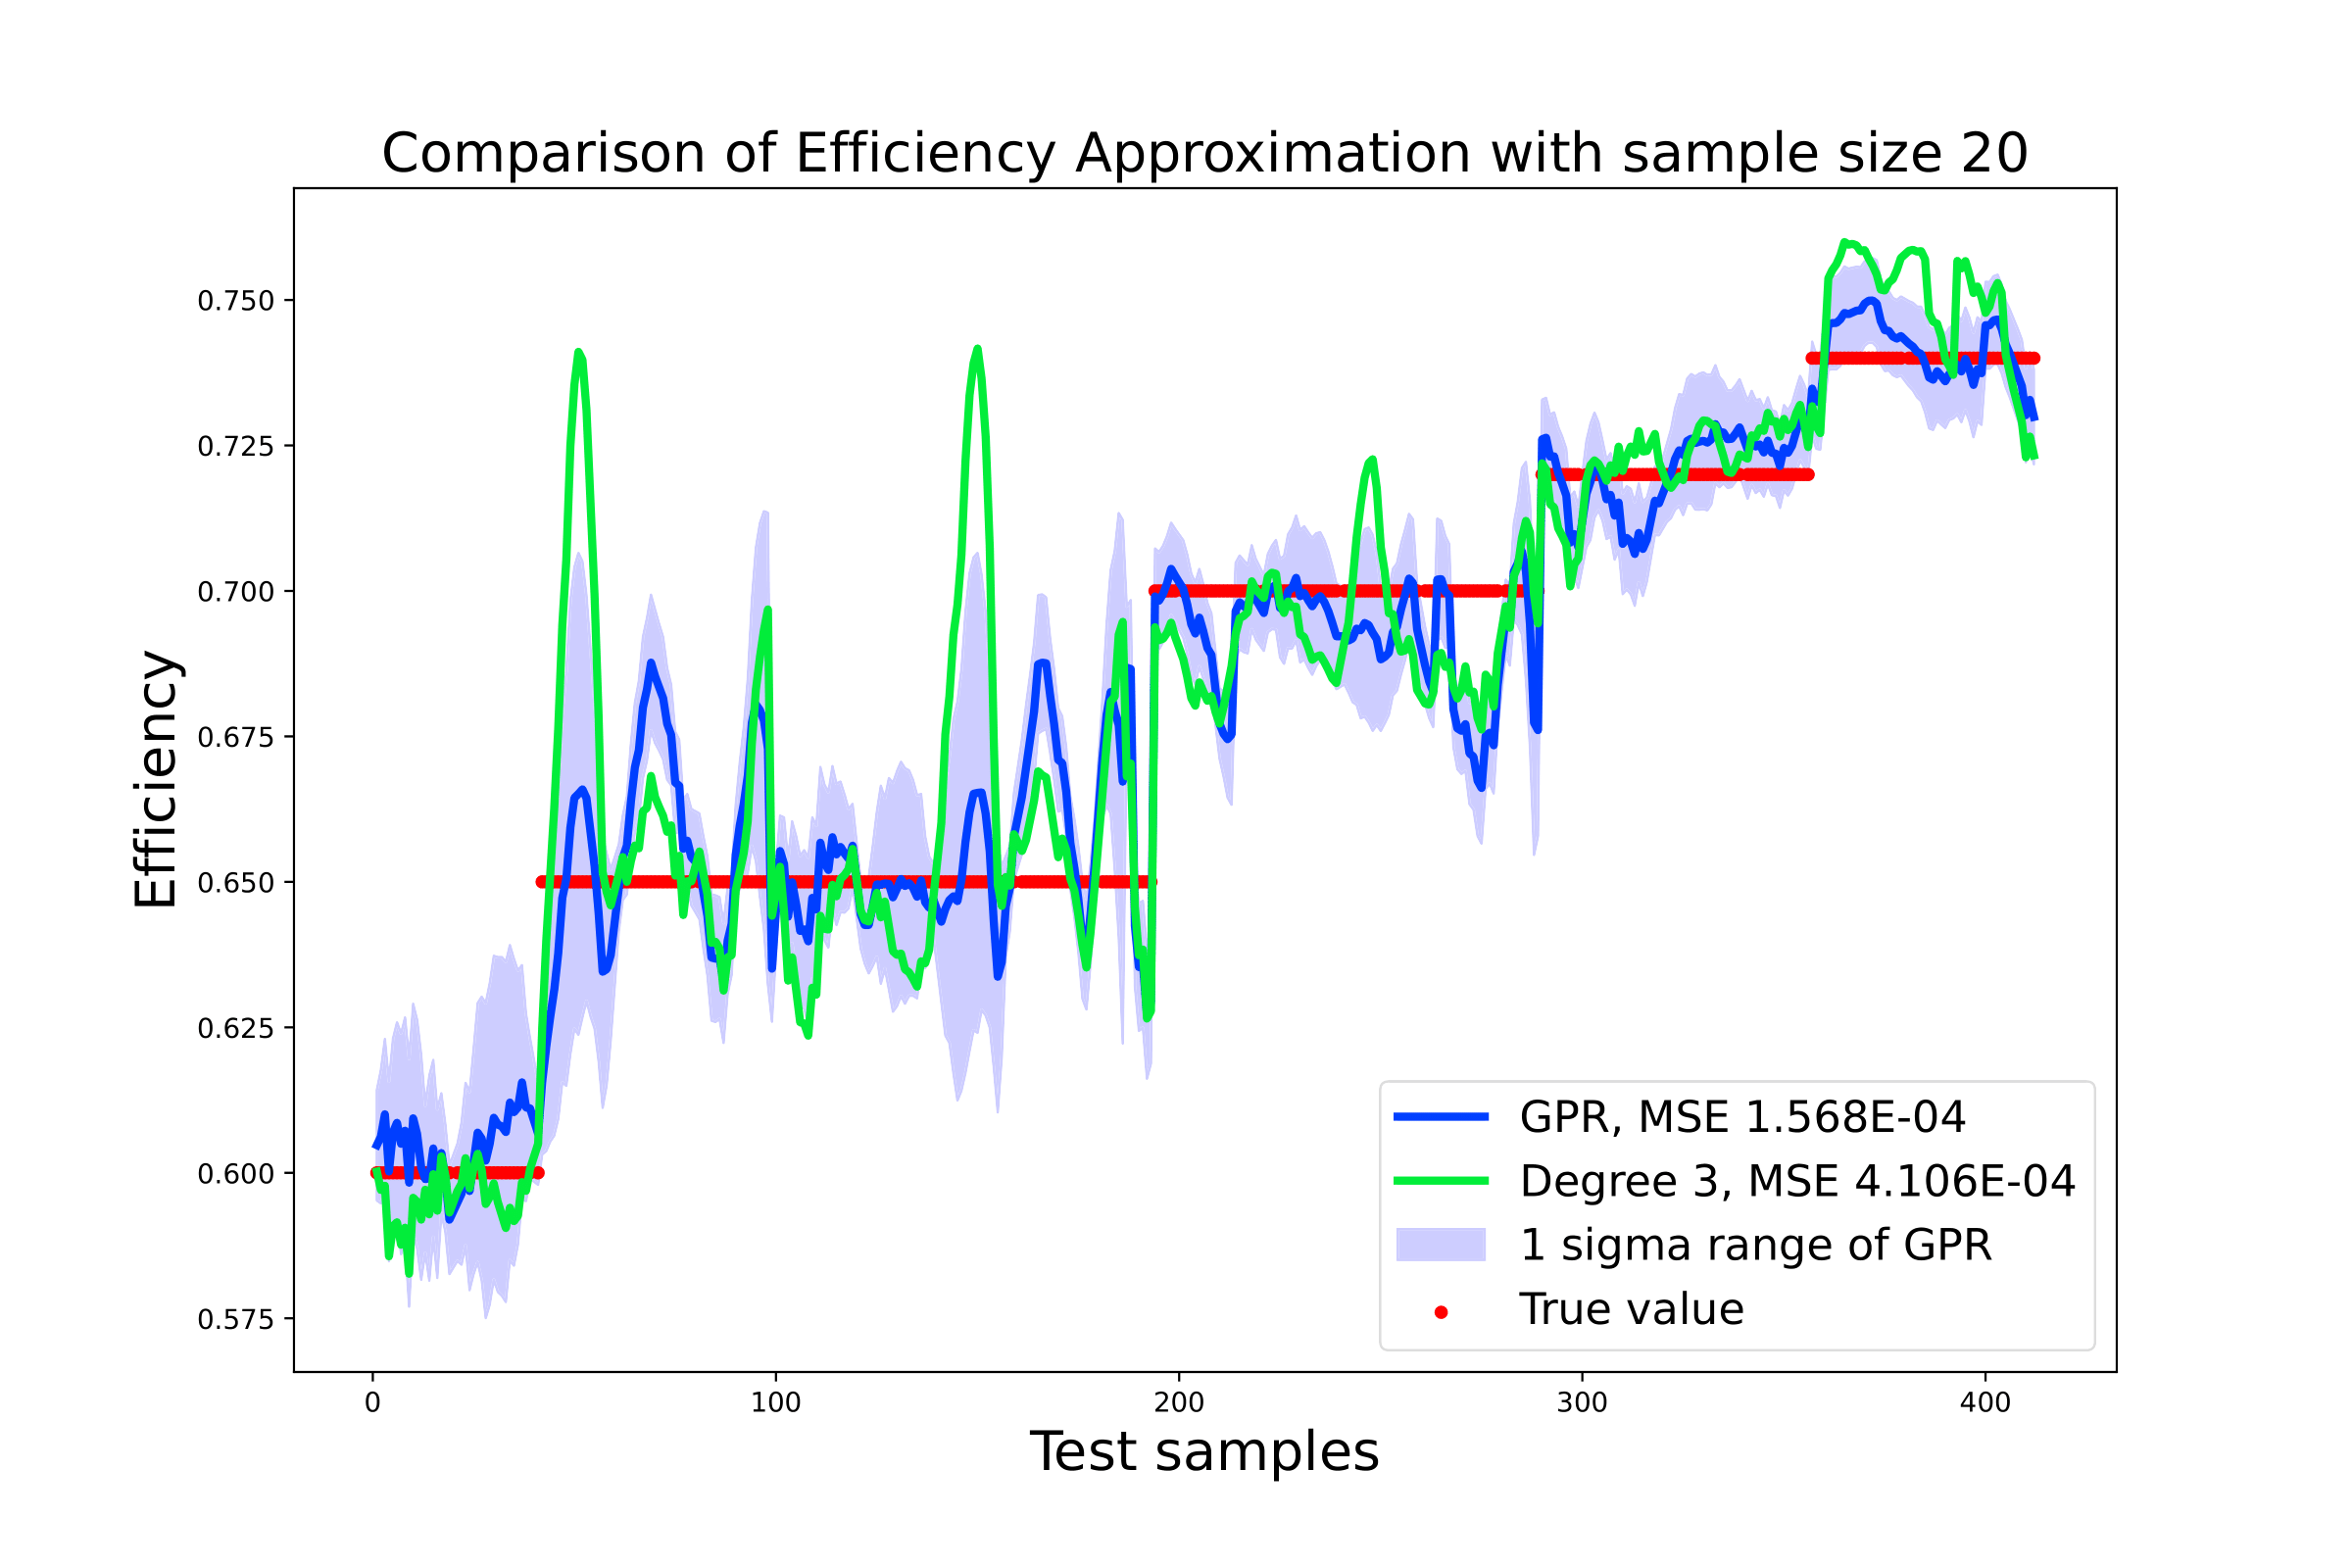 Comparison of Efficiency Approximation with sample size 20
Efficiency
0.750
0.725
0.700
0.675
0.650
0.625
0.600
0.575
0 100 200 300 400
Test samples
GPR, MSE 1.568E-04
Degree 3, MSE 4.106E-04
1 sigma range of GPR
True value